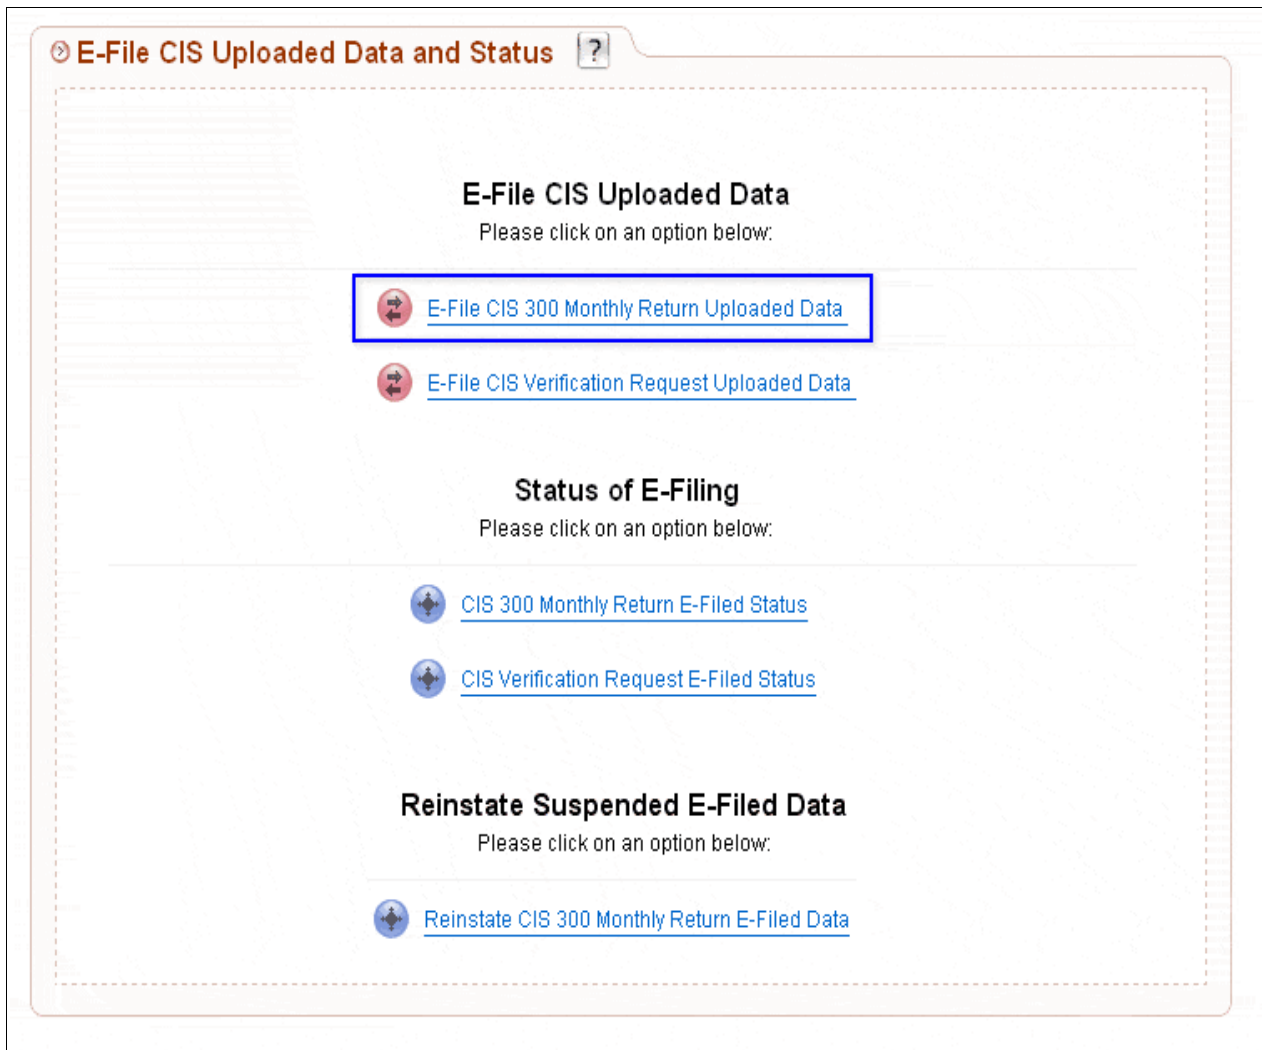 E-File CIS Uploaded Data and Status ?
E-File CIS Uploaded Data
Please click on an option below:
E-File CIS 300 Monthly Return Uploaded Data
E-File CIS Verification Request Uploaded Data
Status of E-Filing
Please click on an option below:
CIS 300 Monthly Return E-Filed Status
CIS Verification Request E-Filed Status
Reinstate Suspended E-Filed Data
Please click on an option below:
Reinstate CIS 300 Monthly Return E-Filed Data